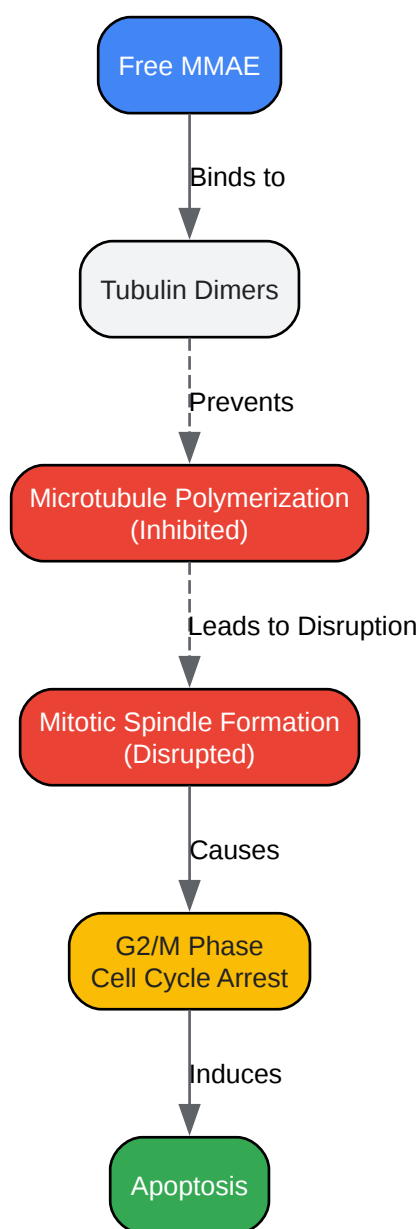 Free MMAE
Binds to
Tubulin Dimers
Prevents
Microtubule Polymerization
(Inhibited)
Leads to Disruption
Mitotic Spindle Formation
(Disrupted)
Causes
G2/M Phase
Cell Cycle Arrest
Induces
Apoptosis